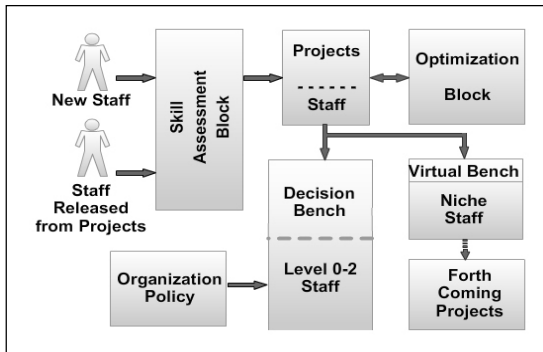 New Staff
Staff
Released
from Projects
Skill
Assessment
Block
Projects
Staff
Optimization
Block
Decision
Bench
Level 0-2
Staff
Virtual Bench
Niche
Staff
Organization
Policy
Forth
Coming
Projects